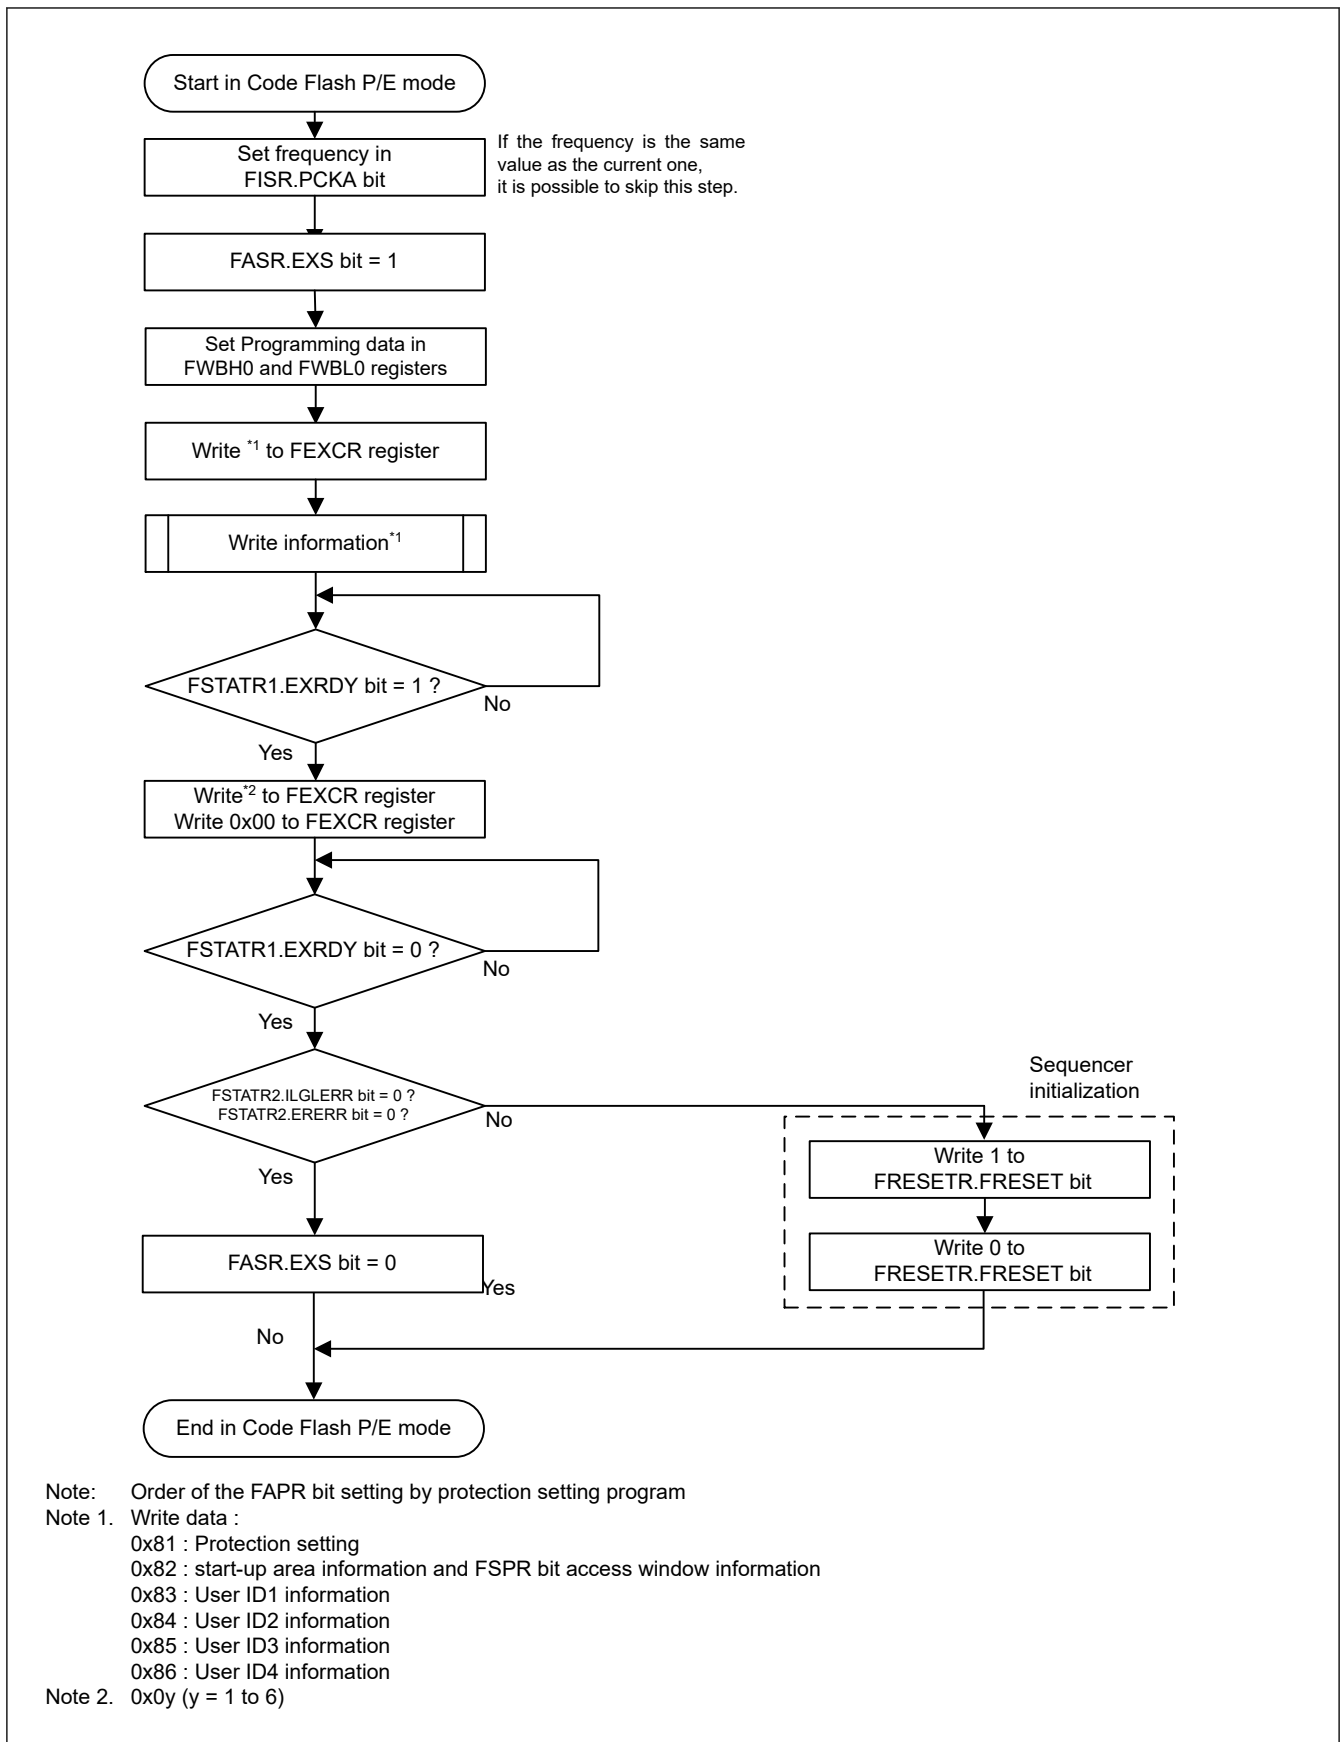 Start in Code Flash P/E mode
Set frequency in
FISR.PCKA bit
If the frequency is the same
value as the current one,
it is possible to skip this step.
FASR.EXS bit = 1
Set Programming data in
FWBH0 and FWBL0 registers
Write *1 to FEXCR register
Write information*1
FSTATR1.EXRDY bit = 1 ?
No
Yes
Write*2 to FEXCR register
Write 0x00 to FEXCR register
FSTATR1.EXRDY bit = 0 ?
No
Yes
FSTATR2.ILGLERR bit = 0 ?
FSTATR2.ERERR bit = 0 ?
No
Yes
Sequencer
initialization
Write 1 to
FRESETR.FRESET bit
Write 0 to
FRESETR.FRESET bit
FASR.EXS bit = 0
Yes
No
End in Code Flash P/E mode
Note: Order of the FAPR bit setting by protection setting program
Note 1. Write data :
0x81 : Protection setting
0x82 : start-up area information and FSPR bit access window information
0x83 : User ID1 information
0x84 : User ID2 information
0x85 : User ID3 information
0x86 : User ID4 information
Note 2. 0x0y (y = 1 to 6)